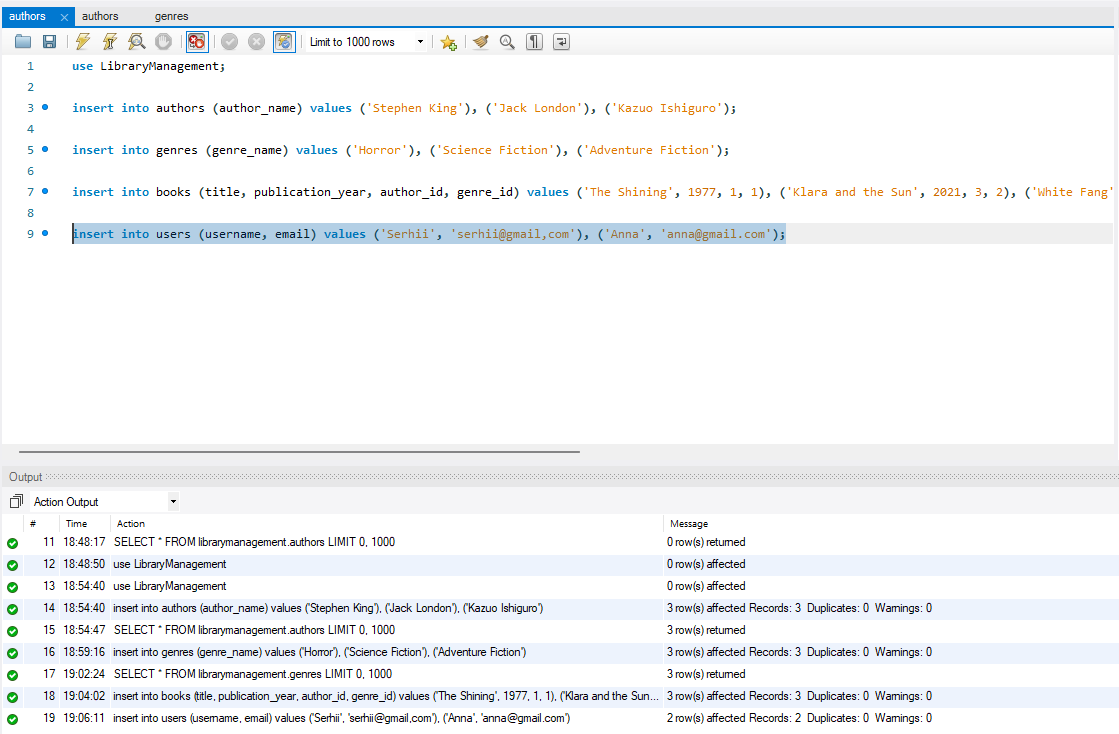 authors × authors genres
Limit to 1000 rows
1 use LibraryManagement;
2
3 insert into authors (author_name) values ('Stephen King'), ('Jack London'), ('Kazuo Ishiguro');
4
5 insert into genres (genre_name) values ('Horror'), ('Science Fiction'), ('Adventure Fiction');
6
7 insert into books (title, publication_year, author_id, genre_id) values ('The Shining', 1977, 1, 1), ('Klara and the Sun', 2021, 3, 2), ('White Fang'
8
9 insert into users (username, email) values ('Serhii', 'serhii@gmail,com'), ('Anna', 'anna@gmail.com');
Output
Action Output
# Time Action Message
11 18:48:17 SELECT * FROM librarymanagement.authors LIMIT 0, 1000 0 row(s) returned
12 18:48:50 use LibraryManagement 0 row(s) affected
13 18:54:40 use LibraryManagement 0 row(s) affected
14 18:54:40 insert into authors (author_name) values ('Stephen King'), ('Jack London'), ('Kazuo Ishiguro') 3 row(s) affected Records: 3 Duplicates: 0 Warnings: 0
15 18:54:47 SELECT * FROM librarymanagement.authors LIMIT 0, 1000 3 row(s) returned
16 18:59:16 insert into genres (genre_name) values ('Horror'), ('Science Fiction'), ('Adventure Fiction') 3 row(s) affected Records: 3 Duplicates: 0 Warnings: 0
17 19:02:24 SELECT * FROM librarymanagement.genres LIMIT 0, 1000 3 row(s) returned
18 19:04:02 insert into books (title, publication_year, author_id, genre_id) values ('The Shining', 1977, 1, 1), ('Klara and the Sun... 3 row(s) affected Records: 3 Duplicates: 0 Warnings: 0
19 19:06:11 insert into users (username, email) values ('Serhii', 'serhii@gmail,com'), ('Anna', 'anna@gmail.com') 2 row(s) affected Records: 2 Duplicates: 0 Warnings: 0